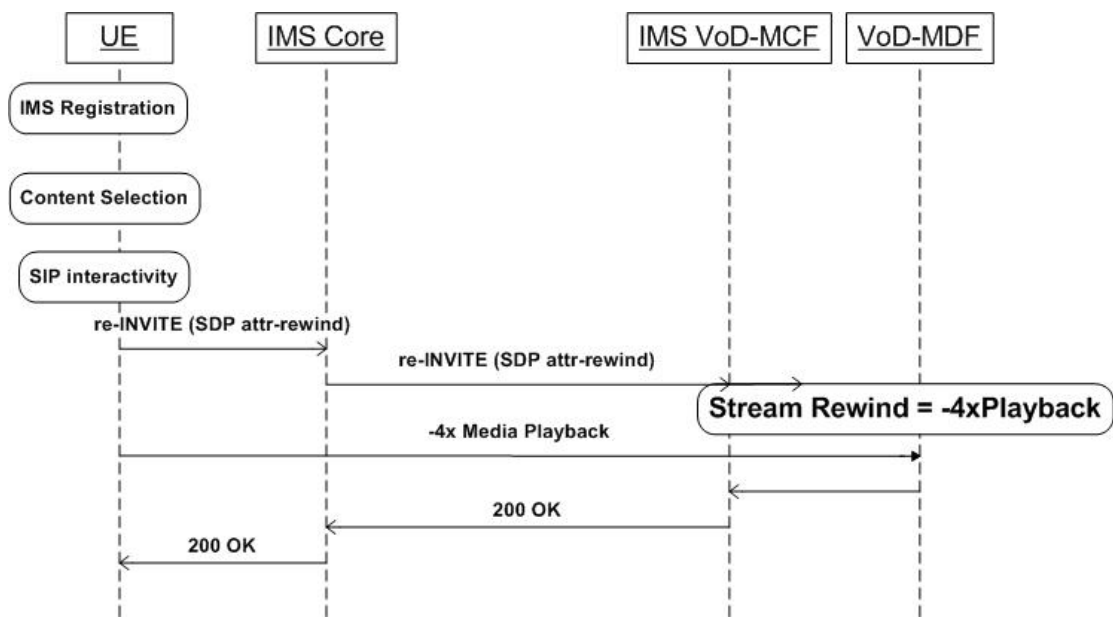 UE
IMS Core
IMS VoD-MCF
VoD-MDF
IMS Registration
Content Selection
SIP interactivity
re-INVITE (SDP attr-rewind)
re-INVITE (SDP attr-rewind)
Stream Rewind = -4xPlayback
-4x Media Playback
200 OK
200 OK